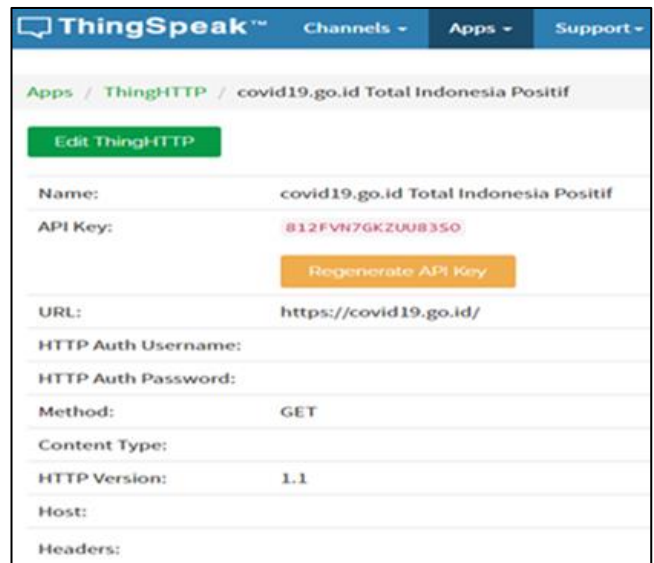 ThingSpeak™ Channels Apps Support
Apps / ThingHTTP / covid19.go.id Total Indonesia Positif
Edit ThingHTTP
Name: covid19.go.id Total Indonesia Positif
API Key: 812FVN7GKZUU83SO
Regenerate API Key
URL: https://covid19.go.id/
HTTP Auth Username:
HTTP Auth Password:
Method: GET
Content Type:
HTTP Version: 1.1
Host:
Headers: